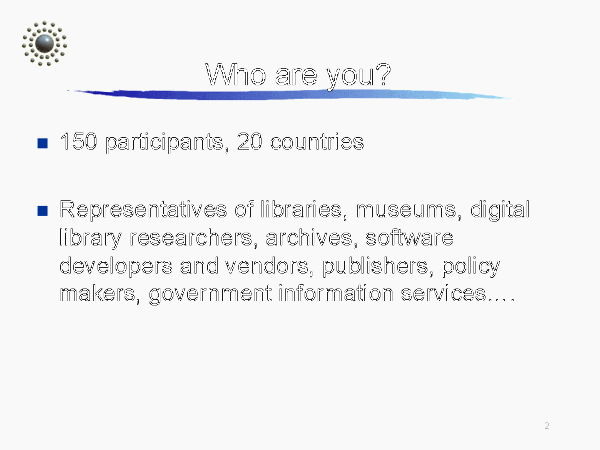 Who are you?
150 participants, 20 countries
Representatives of libraries, museums, digital
library researchers, archives, software
developers and vendors, publishers, policy
makers, government information services….
2